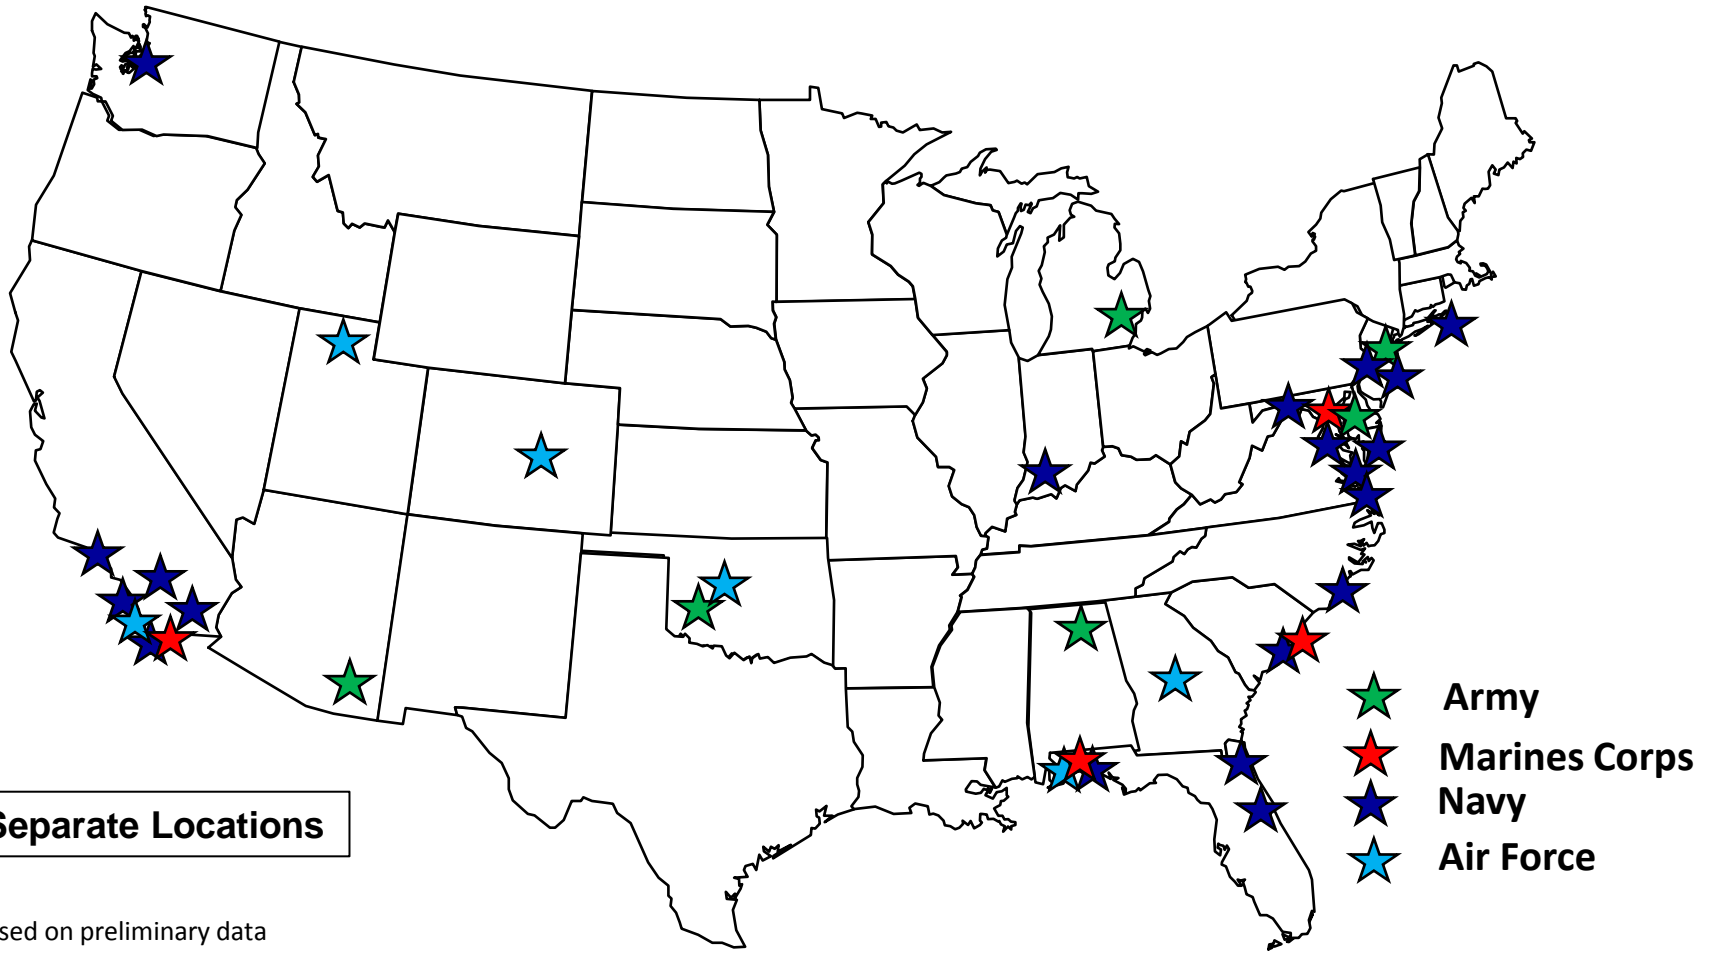 Army
Marines Corps
Navy
Air Force
Separate Locations
sed on preliminary data